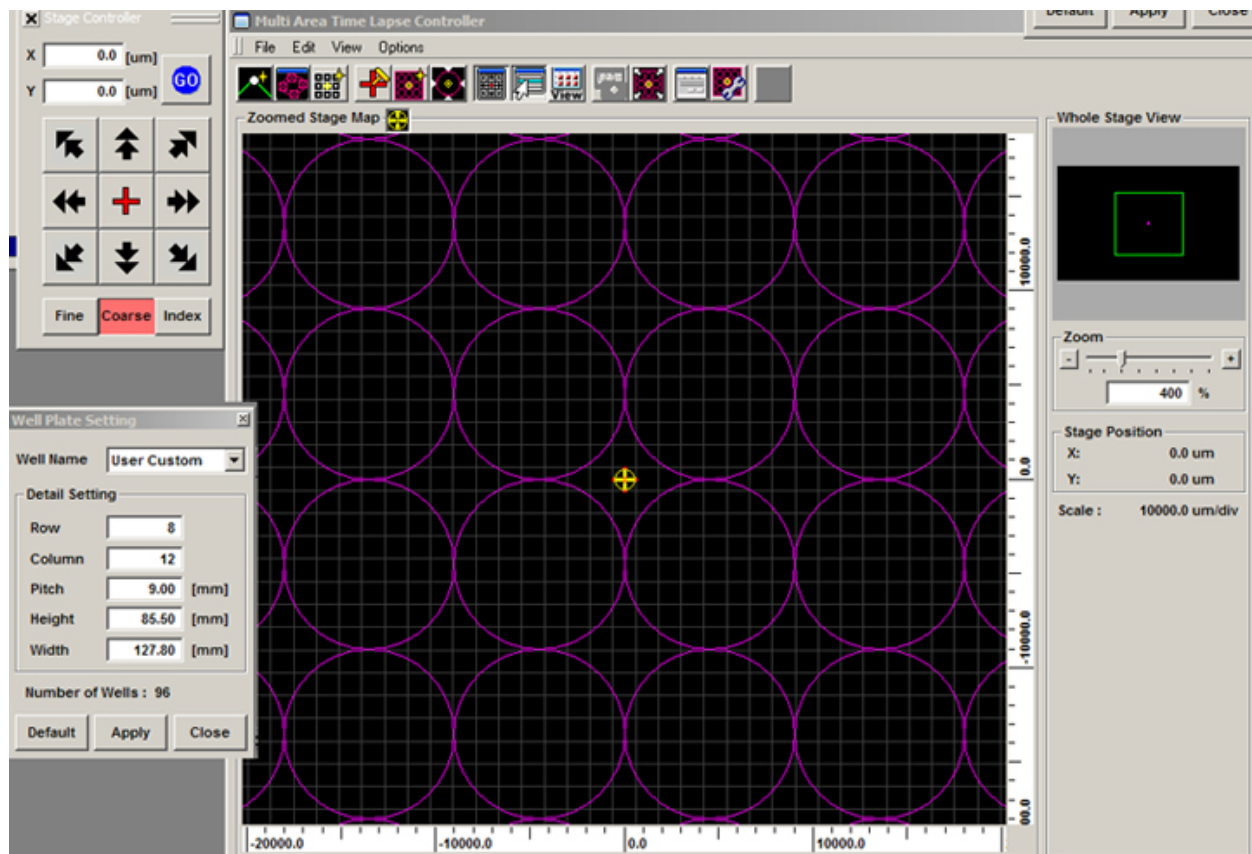 Stage Controller
X 0.0 [um]
Y 0.0 [um]
GO
Fine Coarse Index
Multi Area Time Lapse Controller
Default Apply Close
File Edit View Options
View
Zoomed Stage Map
10000.0
0.0
-10000.0
00.0
-20000.0 -10000.0 0.0 10000.0
Whole Stage View
Zoom
- +
400 %
Stage Position
X: 0.0 um
Y: 0.0 um
Scale : 10000.0 um/div
Well Plate Setting
Well Name User Custom
Detail Setting
Row 8
Column 12
Pitch 9.00 [mm]
Height 85.50 [mm]
Width 127.80 [mm]
Number of Wells : 96
Default Apply Close